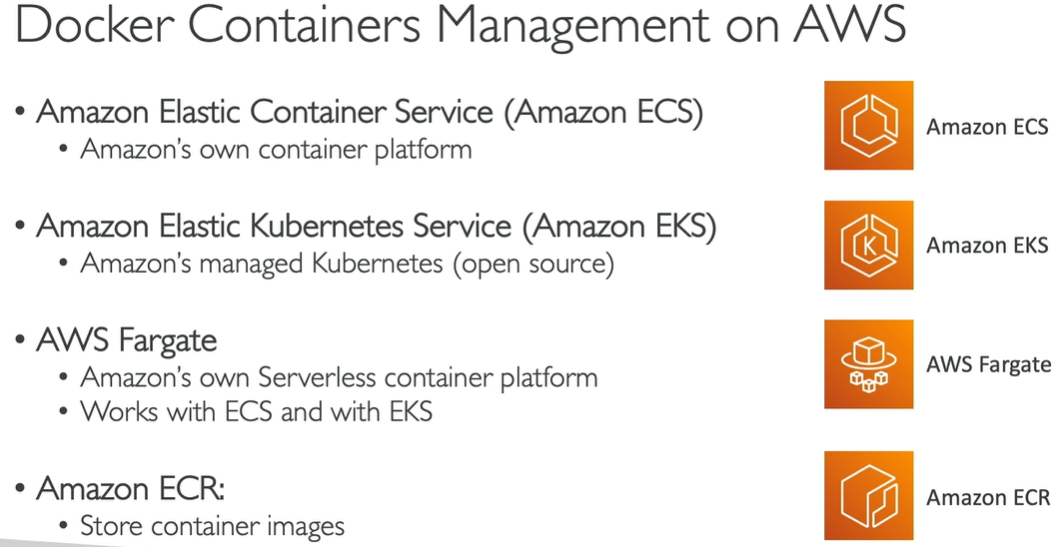 Docker Containers Management on AWS
• Amazon Elastic Container Service (Amazon ECS)
• Amazon's own container platform
Amazon ECS
• Amazon Elastic Kubernetes Service (Amazon EKS)
• Amazon's managed Kubernetes (open source)
K
Amazon EKS
• AWS Fargate
• Amazon's own Serverless container platform
• Works with ECS and with EKS
AWS Fargate
• Amazon ECR:
• Store container images
Amazon ECR